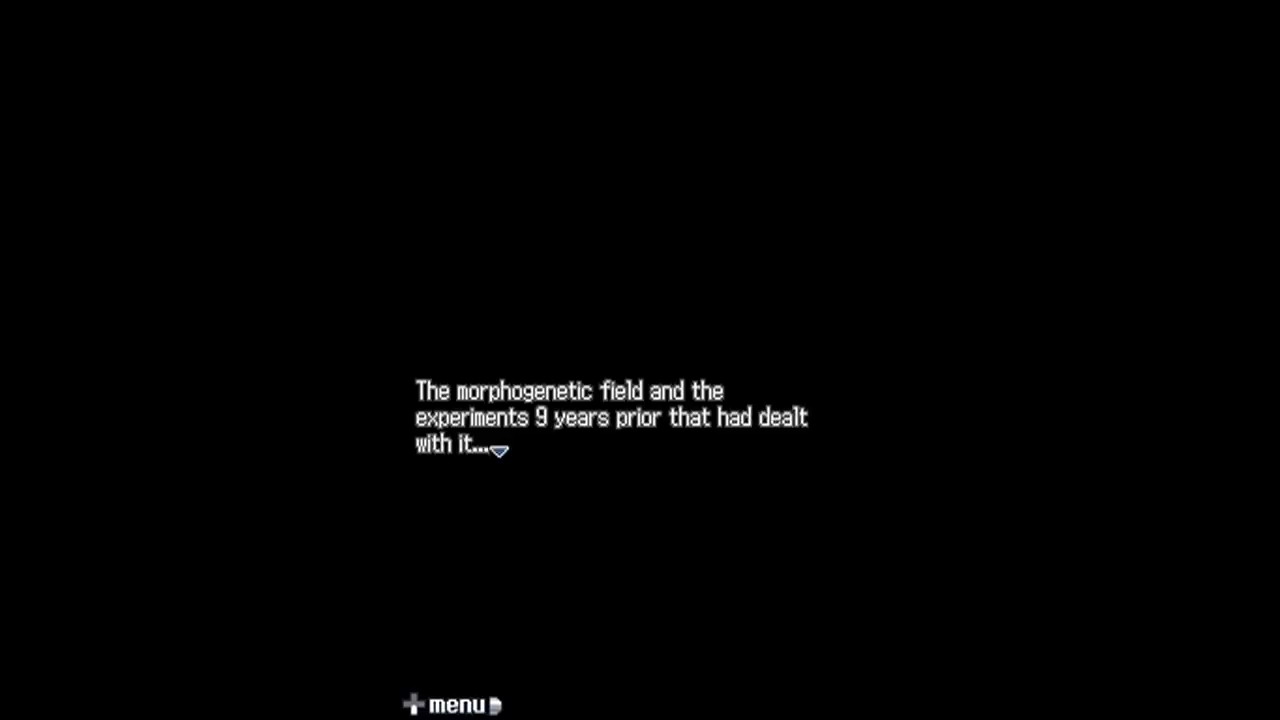 The morphogenetic field and the
experiments 9 years prior that had dealt
with it...
menu